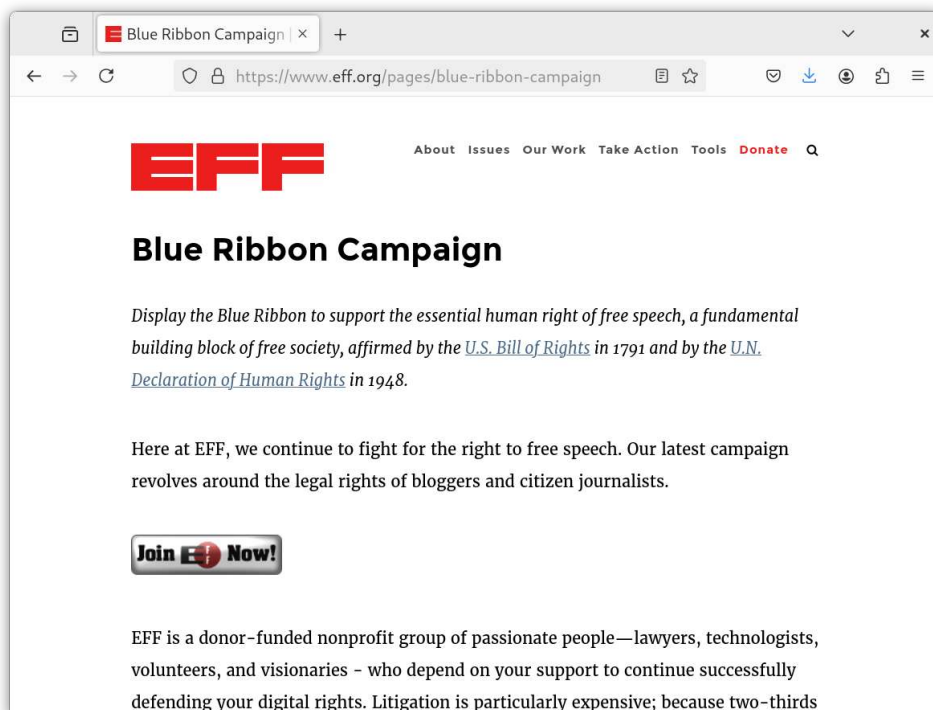 Blue Ribbon Campaign |
https://www.eff.org/pages/blue-ribbon-campaign
EFF
About Issues Our Work Take Action Tools Donate
Blue Ribbon Campaign
Display the Blue Ribbon to support the essential human right of free speech, a fundamental
building block of free society, affirmed by the U.S. Bill of Rights in 1791 and by the U.N.
Declaration of Human Rights in 1948.
Here at EFF, we continue to fight for the right to free speech. Our latest campaign
revolves around the legal rights of bloggers and citizen journalists.
Join EFF Now!
EFF is a donor-funded nonprofit group of passionate people—lawyers, technologists,
volunteers, and visionaries - who depend on your support to continue successfully
defending your digital rights. Litigation is particularly expensive; because two-thirds